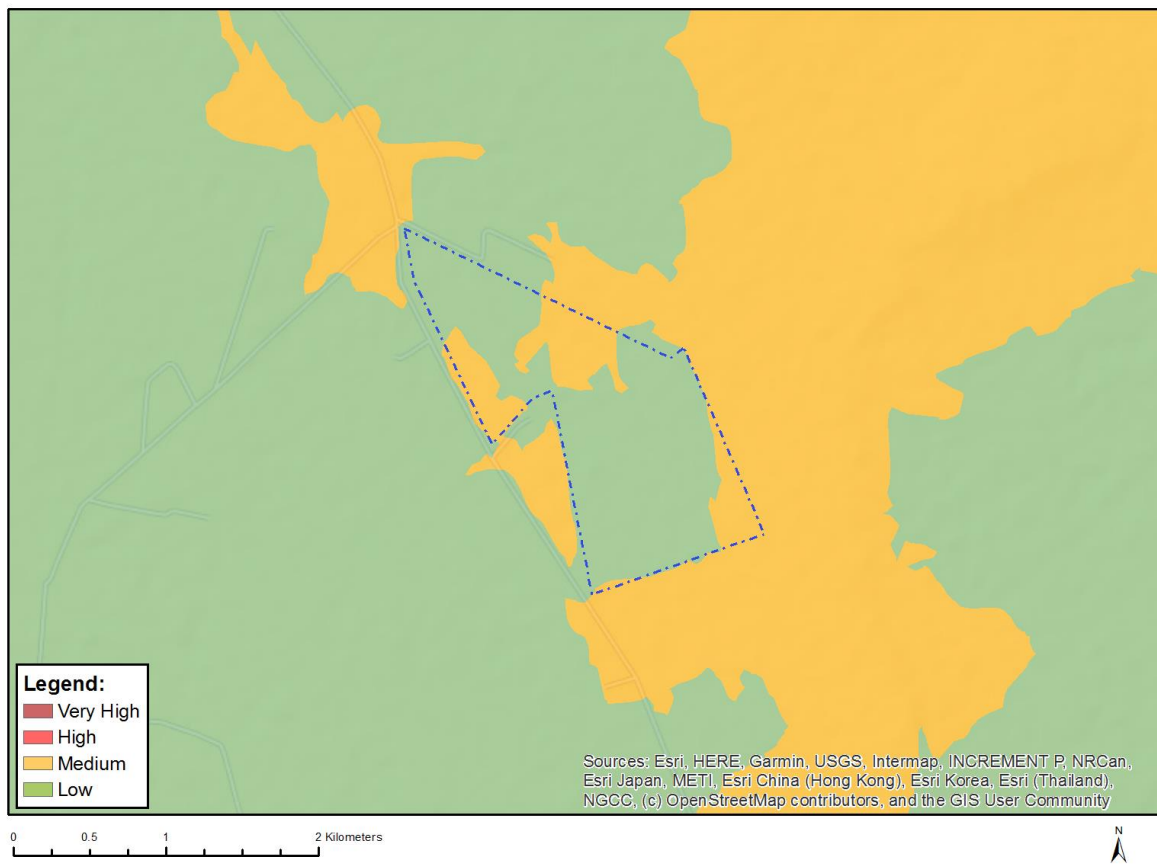 Legend:
Very High
High
Medium
Low
Sources: Esri, HERE, Garmin, USGS, Intermap, INCREMENT P, NRCan,
Esri Japan, METI, Esri China (Hong Kong), Esri Korea, Esri (Thailand),
NGCC, (c) OpenStreetMap contributors, and the GIS User Community
0 0.5 1 2 Kilometers
N